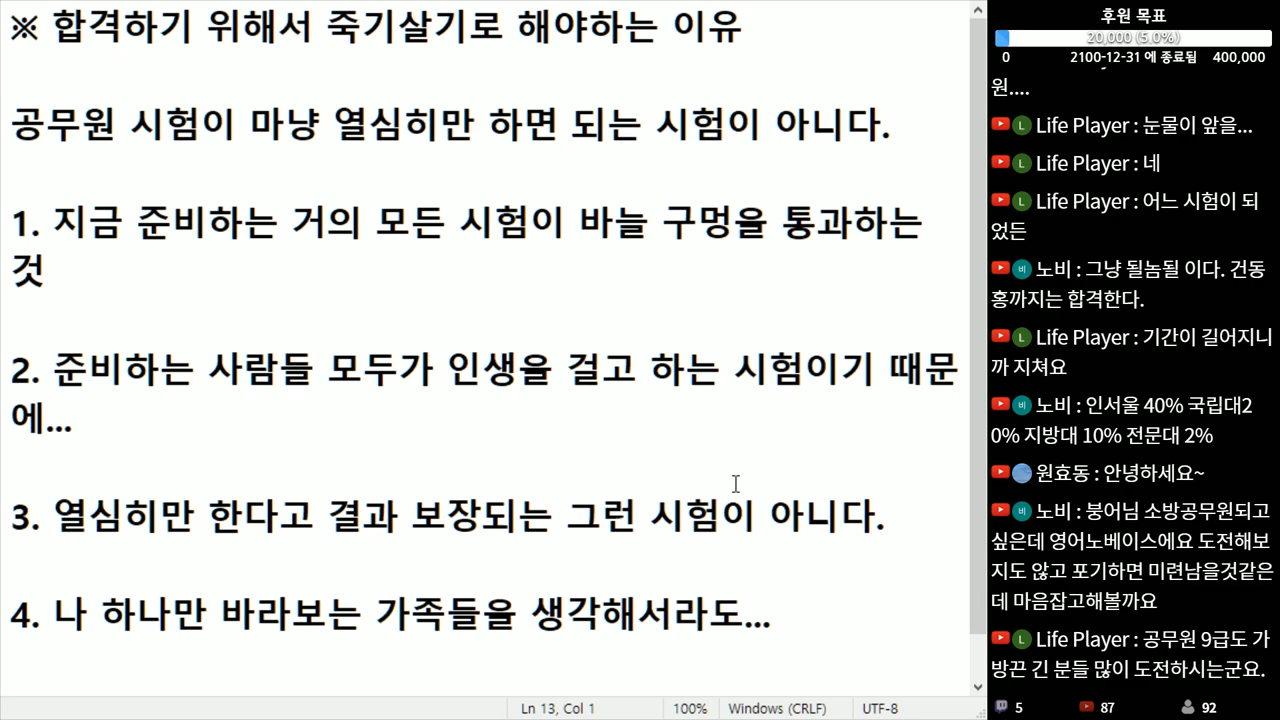 ※ 합격하기 위해서 죽기살기로 해야하는 이유
공무원 시험이 마냥 열심히만 하면 되는 시험이 아니다.
1. 지금 준비하는 거의 모든 시험이 바늘 구멍을 통과하는
것
2. 준비하는 사람들 모두가 인생을 걸고 하는 시험이기 때문
에...
3. 열심히만 한다고 결과 보장되는 그런 시험이 아니다.
4. 나 하나만 바라보는 가족들을 생각해서라도...
Ln 13, Col 1
100%
Windows (CRLF)
UTF-8
후원 목표
20,000 (5.0%)
0
2100-12-31 에 종료됨
400,000
원....
L Life Player : 눈물이 앞을...
L Life Player : 네
L Life Player : 어느 시험이 되
었든
비 노비 : 그냥 될놈될 이다. 건동
홍까지는 합격한다.
L Life Player : 기간이 길어지니
까 지쳐요
비 노비 : 인서울 40% 국립대2
0% 지방대 10% 전문대 2%
원효동 : 안녕하세요~
비 노비 : 붕어님 소방공무원되고
싶은데 영어노베이스에요 도전해보
지도 않고 포기하면 미련남을것같은
데 마음잡고해볼까요
L Life Player : 공무원 9급도 가
방끈 긴 분들 많이 도전하시는군요.
5
87
92